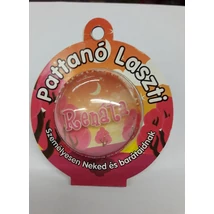 Pattanó Laszti
Renáta
Személyesen Neked és barátaidnak